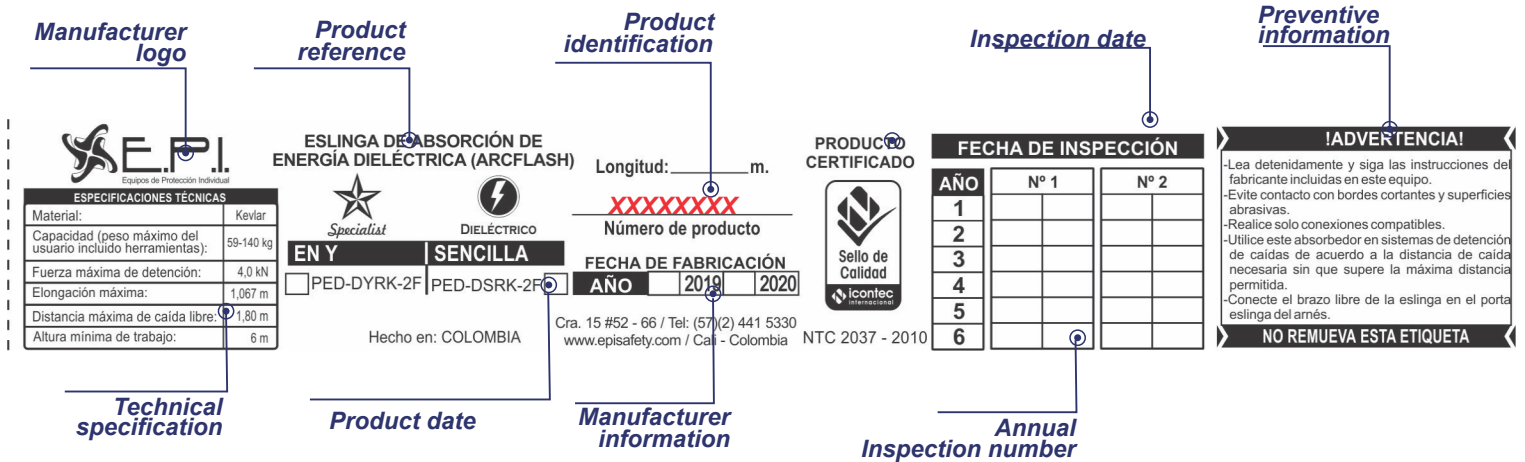 Manufacturer
logo
Product
reference
Product
identification
Inspection date
Preventive
information
E.P.I.
Equipos de Protección Individual
ESPECIFICACIONES TÉCNICAS
Material: Kevlar
Capacidad (peso máximo del
usuario incluido herramientas): 59-140 kg
Fuerza máxima de detención: 4,0 kN
Elongación máxima: 1,067 m
Distancia máxima de caída libre: 1,80 m
Altura mínima de trabajo: 6 m
ESLINGA DE ABSORCIÓN DE
ENERGÍA DIELÉCTRICA (ARCFLASH)
Specialist
DIELÉCTRICO
EN Y SENCILLA
PED-DYRK-2F PED-DSRK-2F
Hecho en: COLOMBIA
Longitud:________m.
XXXXXXXX
Número de producto
FECHA DE FABRICACIÓN
AÑO 2019 2020
Cra. 15 #52 - 66 / Tel: (57)(2) 441 5330
www.episafety.com / Cali - Colombia
PRODUCTO
CERTIFICADO
Sello de
Calidad
icontec
internacional
NTC 2037 - 2010
FECHA DE INSPECCIÓN
AÑO Nº 1 Nº 2
1
2
3
4
5
6
!ADVERTENCIA!
-Lea detenidamente y siga las instrucciones del
fabricante incluidas en este equipo.
-Evite contacto con bordes cortantes y superficies
abrasivas.
-Realice solo conexiones compatibles.
-Utilice este absorbedor en sistemas de detención
de caídas de acuerdo a la distancia de caída
necesaria sin que supere la máxima distancia
permitida.
-Conecte el brazo libre de la eslinga en el porta
eslinga del arnés.
NO REMUEVA ESTA ETIQUETA
Technical
specification
Product date
Manufacturer
information
Annual
Inspection number